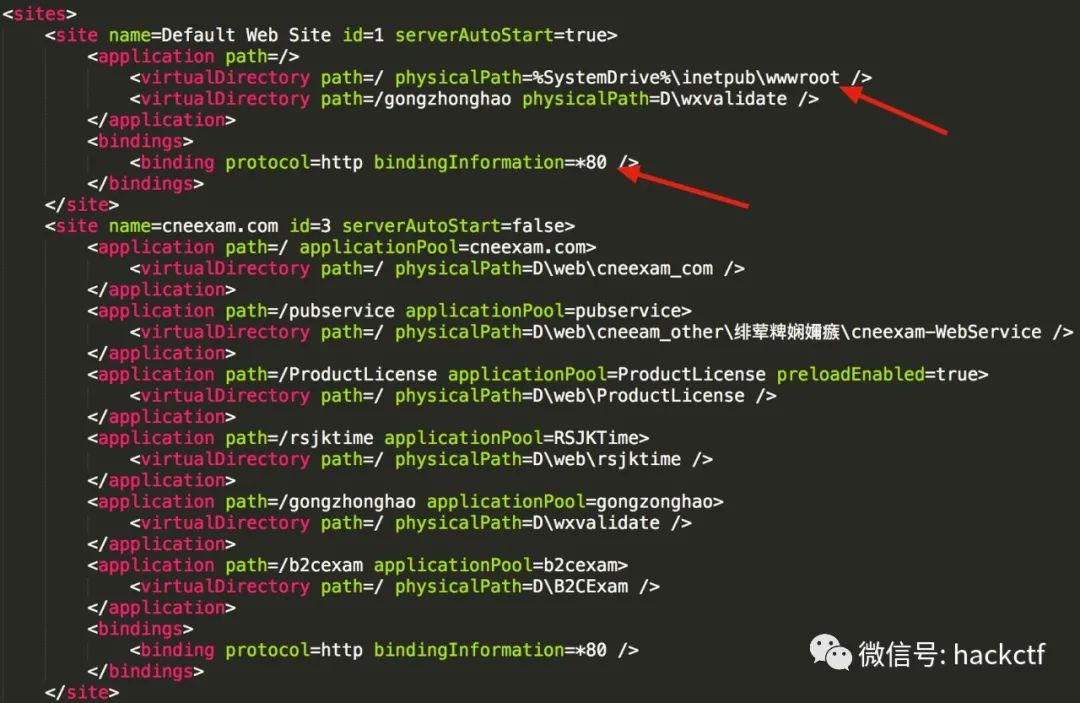 <sites>
<site name=Default Web Site id=1 serverAutoStart=true>
<application path=/>
<virtualDirectory path=/ physicalPath=%SystemDrive%\inetpub\wwwroot />
<virtualDirectory path=/gongzhonghao physicalPath=D\wxvalidate />
</application>
<bindings>
<binding protocol=http bindingInformation=*80 />
</bindings>
</site>
<site name=cneexam.com id=3 serverAutoStart=false>
<application path=/ applicationPool=cneexam.com>
<virtualDirectory path=/ physicalPath=D\web\cneexam_com />
</application>
<application path=/pubservice applicationPool=pubservice>
<virtualDirectory path=/ physicalPath=D\web\cneeam_other\绯荤粺娴嬭瘯\cneexam-WebService />
</application>
<application path=/ProductLicense applicationPool=ProductLicense preloadEnabled=true>
<virtualDirectory path=/ physicalPath=D\web\ProductLicense />
</application>
<application path=/rsjktime applicationPool=RSJKTime>
<virtualDirectory path=/ physicalPath=D\web\rsjktime />
</application>
<application path=/gongzhonghao applicationPool=gongzonghao>
<virtualDirectory path=/ physicalPath=D\wxvalidate />
</application>
<application path=/b2cexam applicationPool=b2cexam>
<virtualDirectory path=/ physicalPath=D\B2CExam />
</application>
<bindings>
<binding protocol=http bindingInformation=*80 />
</bindings>
</site>
微信号: hackctf